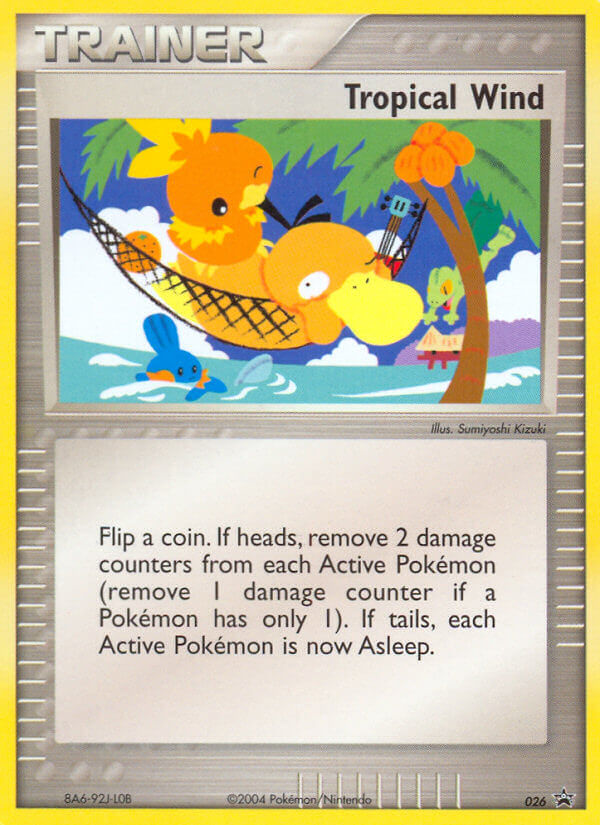 TRAINER
Tropical Wind
Illus. Sumiyoshi Kizuki
Flip a coin. If heads, remove 2 damage
counters from each Active Pokémon
(remove 1 damage counter if a
Pokémon has only 1). If tails, each
Active Pokémon is now Asleep.
8A6-92J-L0B
©2004 Pokémon/Nintendo
026